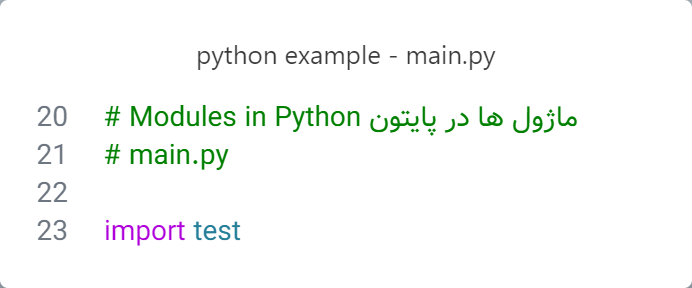 python example - main.py
20 # Modules in Python ماژول ها در پایتون
21 # main.py
22
23 import test